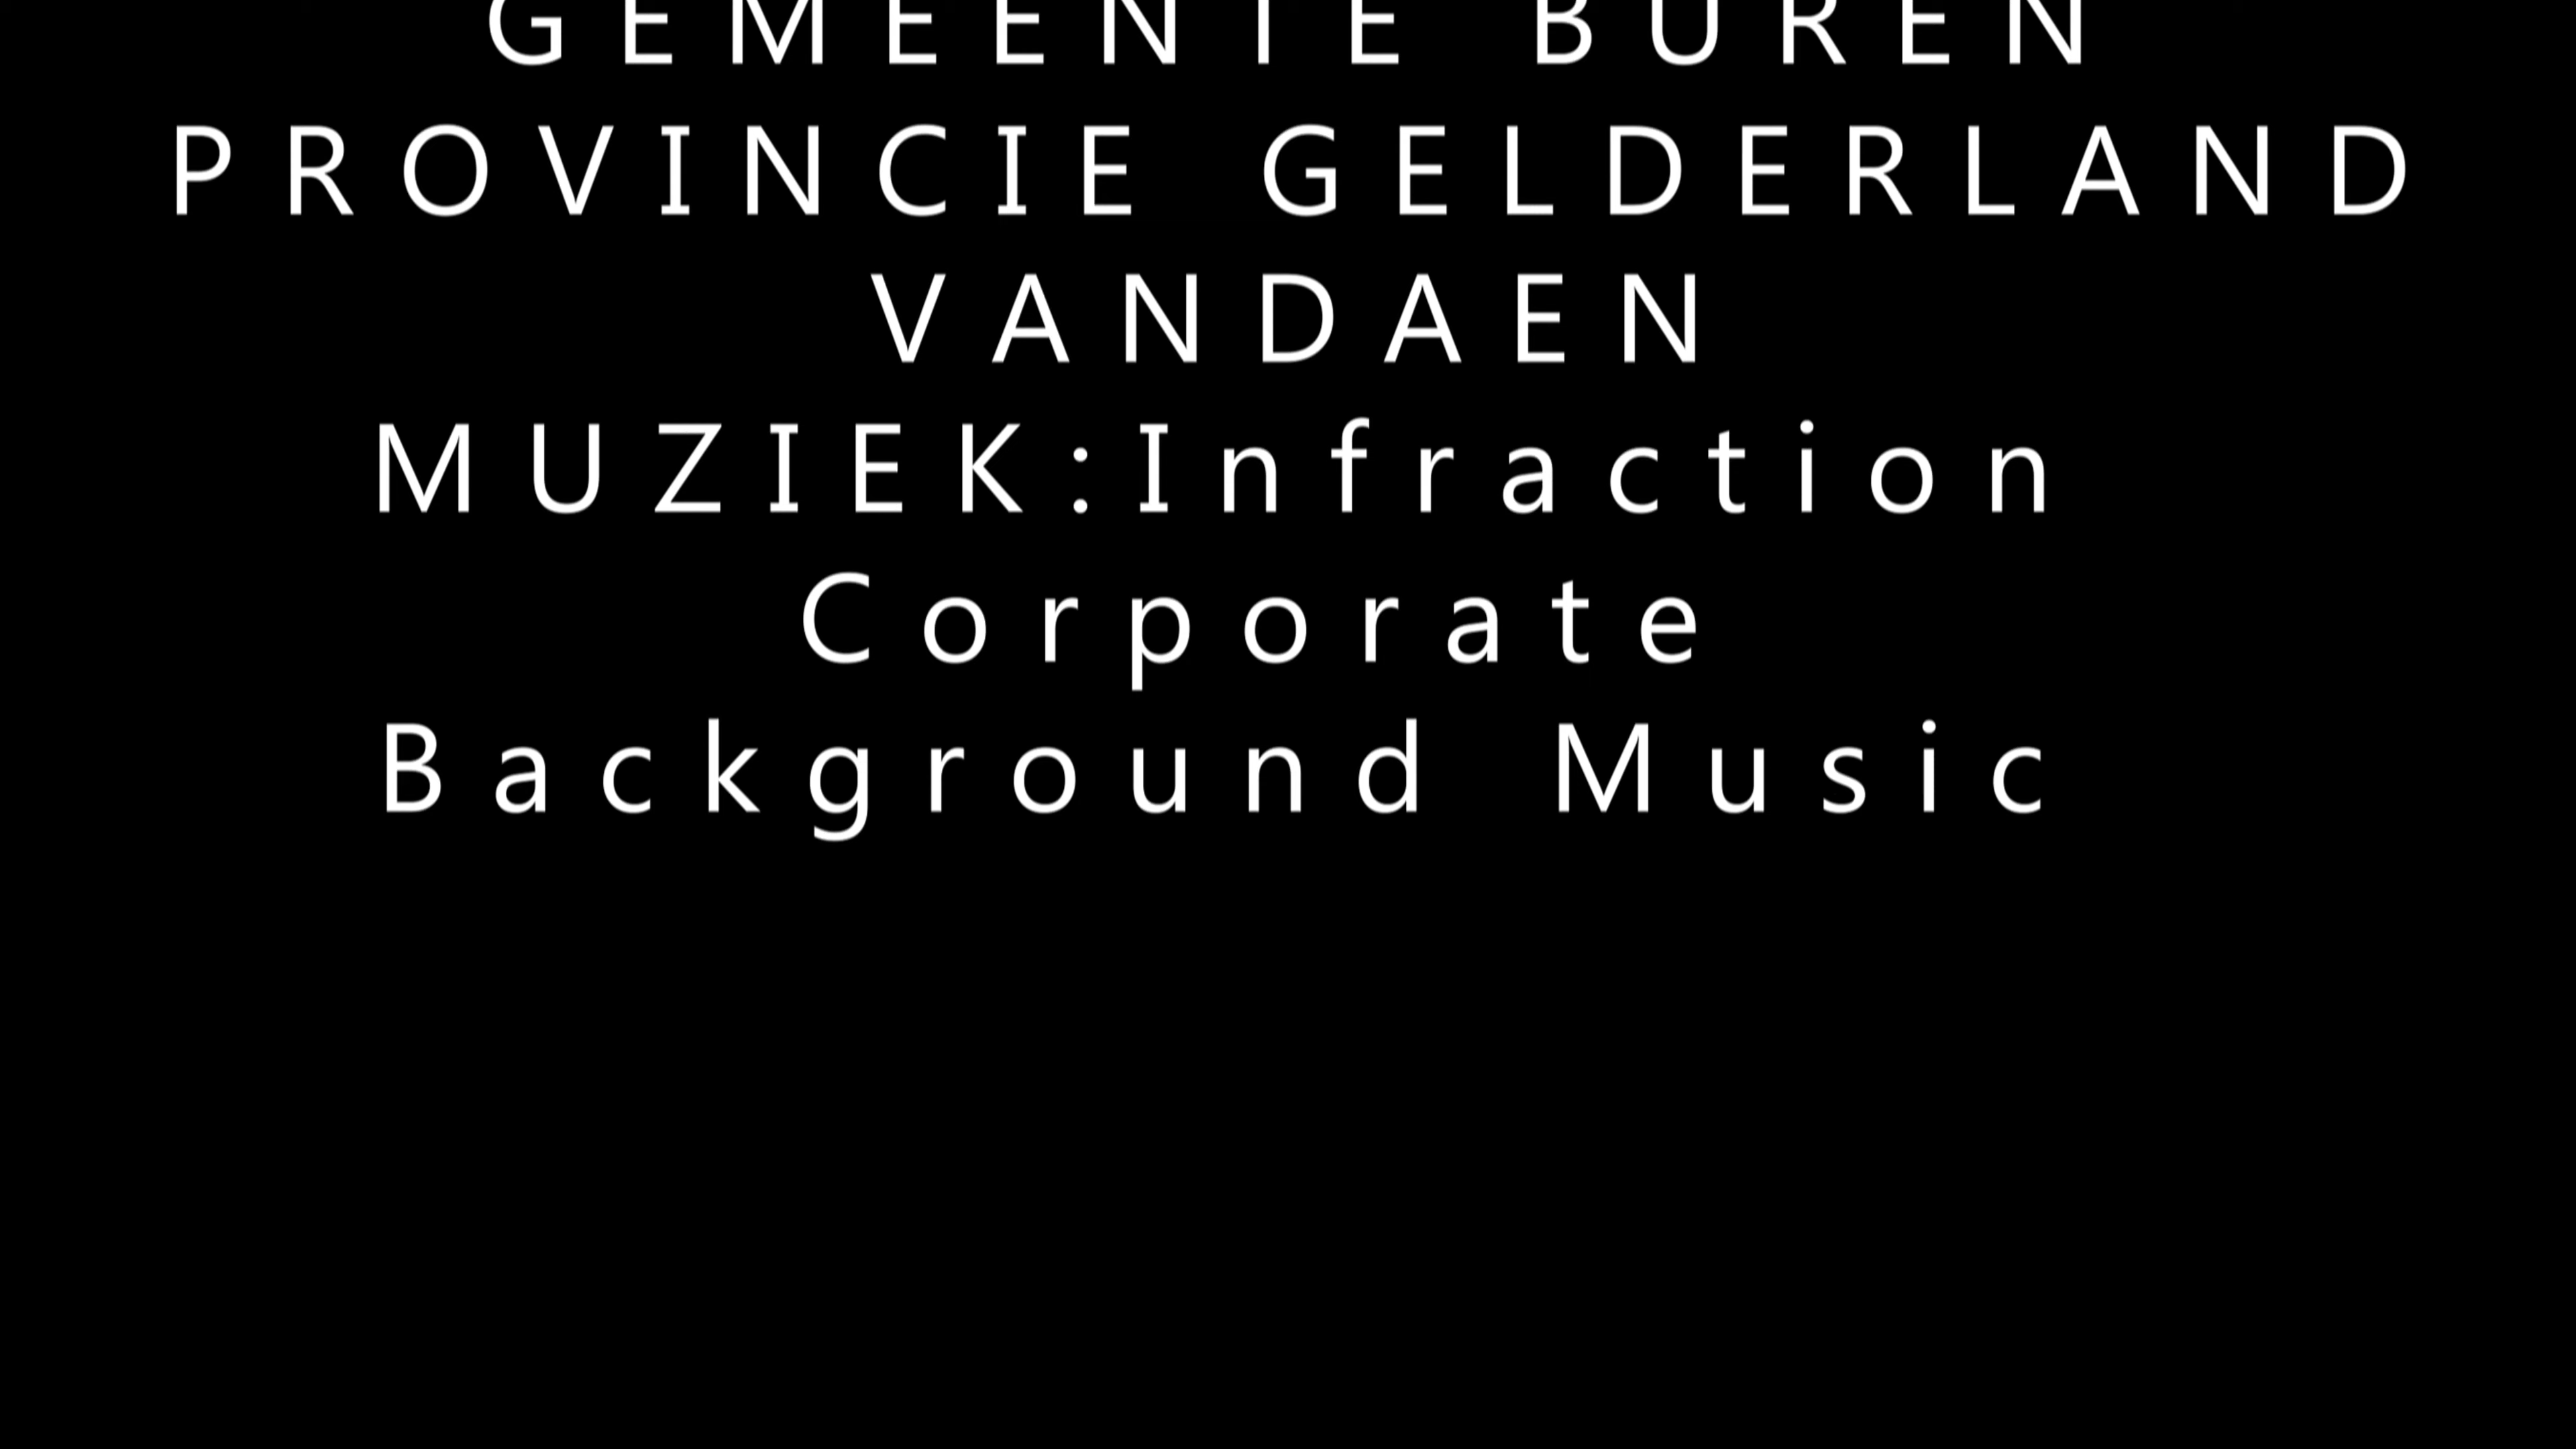 GEMEENTE BUREN
PROVINCIE GELDERLAND
VANDAEN
MUZIEK:Infraction
Corporate
Background Music